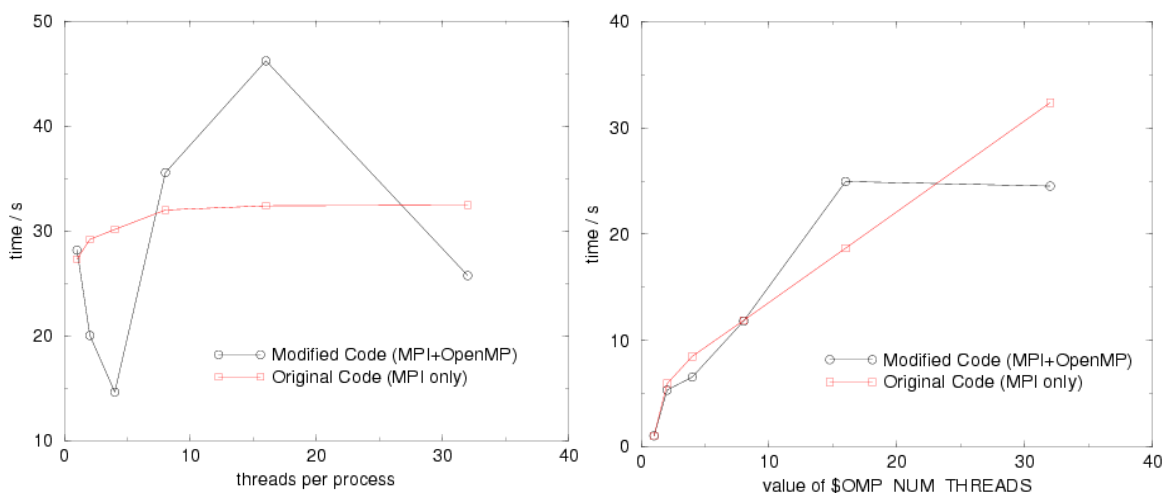 50
40
30
20
10
time / s
0
10
20
30
40
threads per process
Modified Code (MPI+OpenMP)
Original Code (MPI only)
40
30
20
10
0
time / s
0
10
20
30
40
value of $OMP_NUM_THREADS
Modified Code (MPI+OpenMP)
Original Code (MPI only)